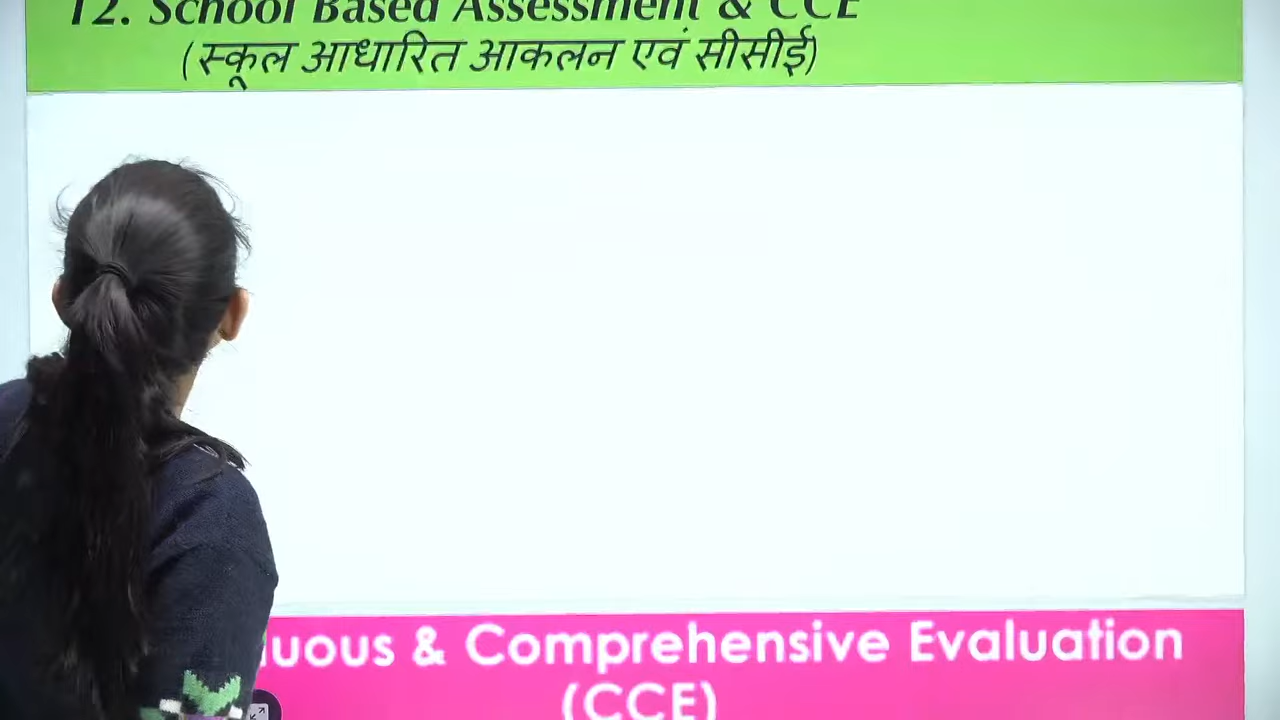 12. School Based Assessment & CCE
(स्कूल आधारित आकलन एवं सीसीई)
& Comprehensive Evaluation
(CCE)